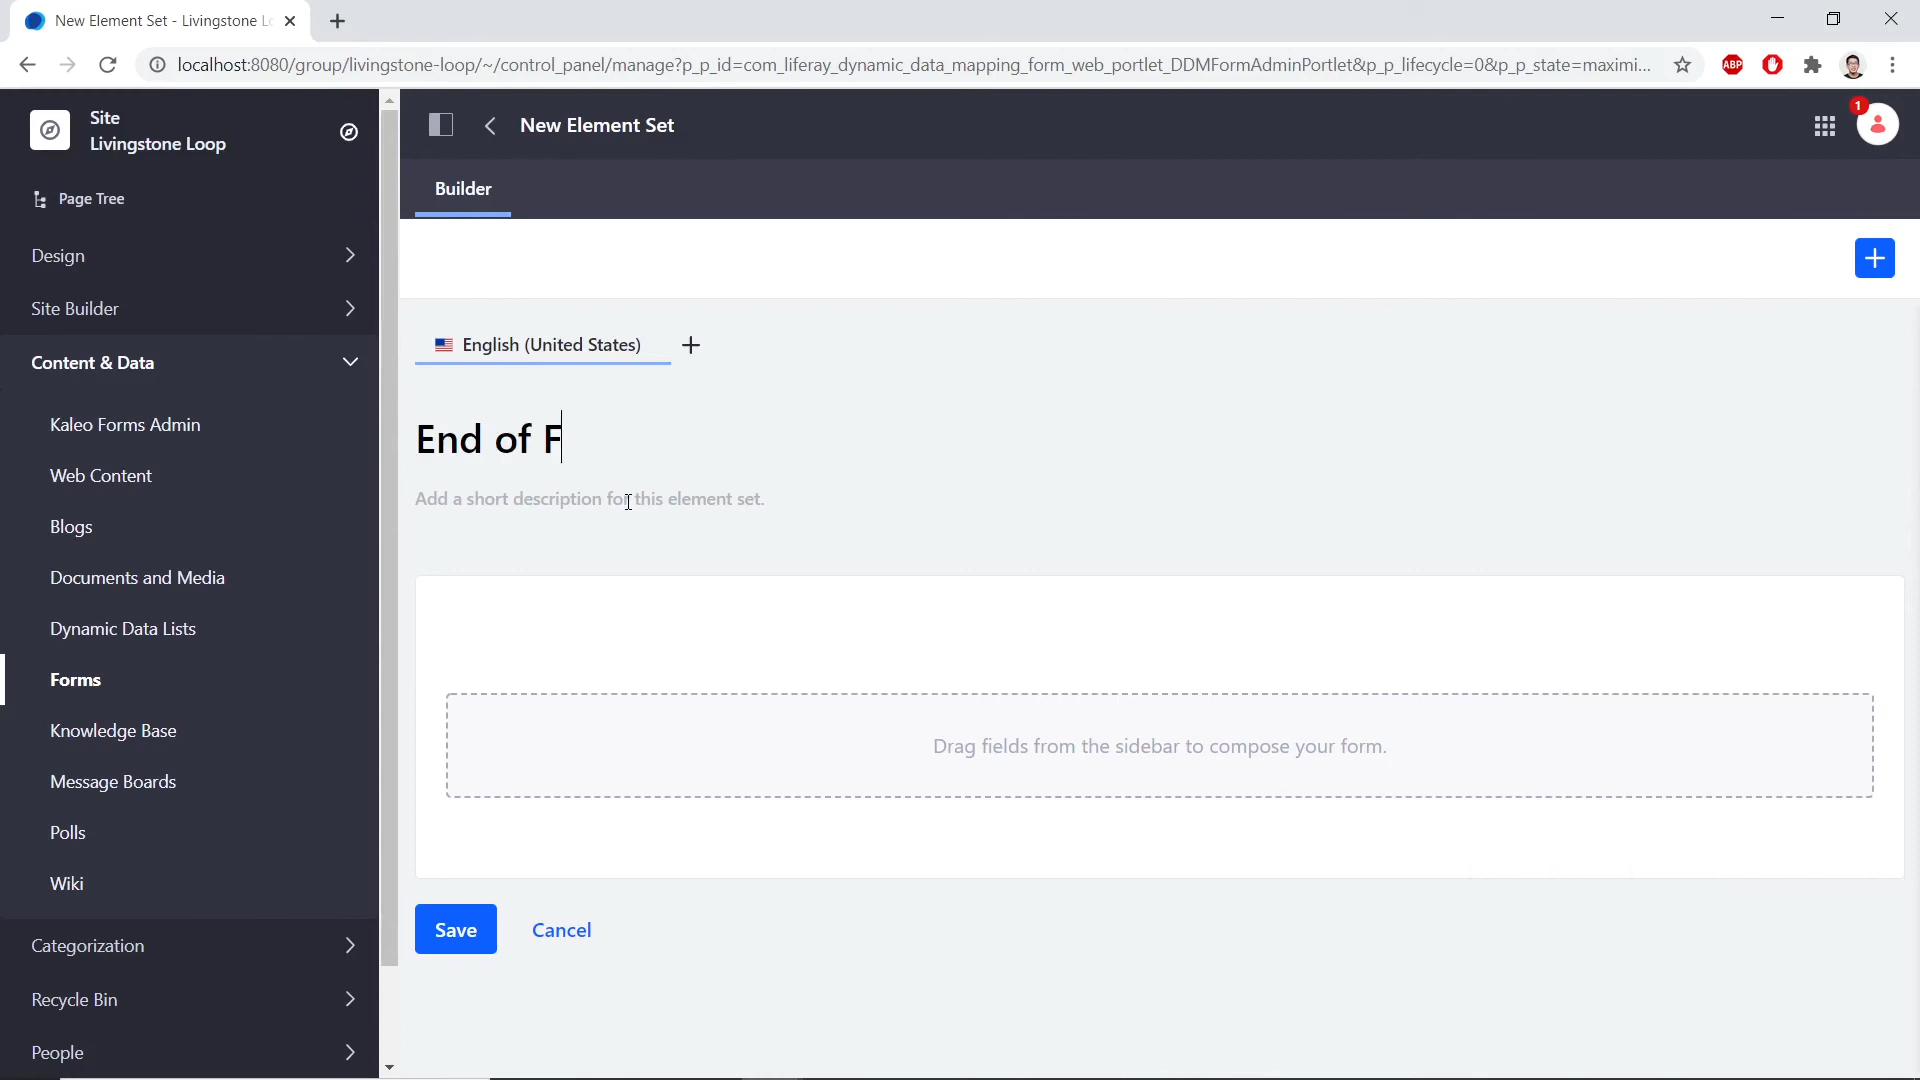 New Element Set - Livingstone Lo
localhost:8080/group/livingstone-loop/~/control_panel/manage?p_p_id=com_liferay_dynamic_data_mapping_form_web_portlet_DDMFormAdminPortlet&p_p_lifecycle=0&p_p_state=maximi...
ABP
Site
Livingstone Loop
New Element Set
1
Page Tree
Builder
Design
Site Builder
Content & Data
Kaleo Forms Admin
Web Content
Blogs
Documents and Media
Dynamic Data Lists
Forms
Knowledge Base
Message Boards
Polls
Wiki
Categorization
Recycle Bin
People
English (United States)
End of F
Add a short description for this element set.
Drag fields from the sidebar to compose your form.
Save
Cancel